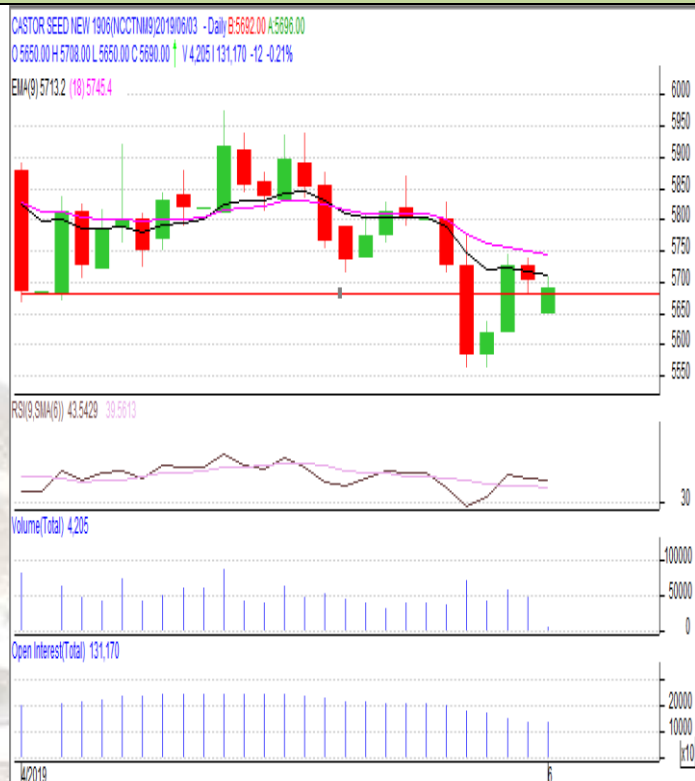 CASTOR SEED NEW 1906(NCCTNM9)2019/06/03 - Daily B:5692.00 A:5696.00
O 5650.00 H 5708.00 L 5650.00 C 5690.00 V 4,205 I 131,170 -12 -0.21%
EMA(9) 5713.2 (18) 5745.4
6000
5950
5900
5850
5800
5750
5700
5650
5600
5550
RSI(9,SMA(6)) 43.5429 39.5613
30
Volume(Total) 4,205
100000
50000
0
Open Interest(Total) 131,170
20000
10000
x10
4/2019 6